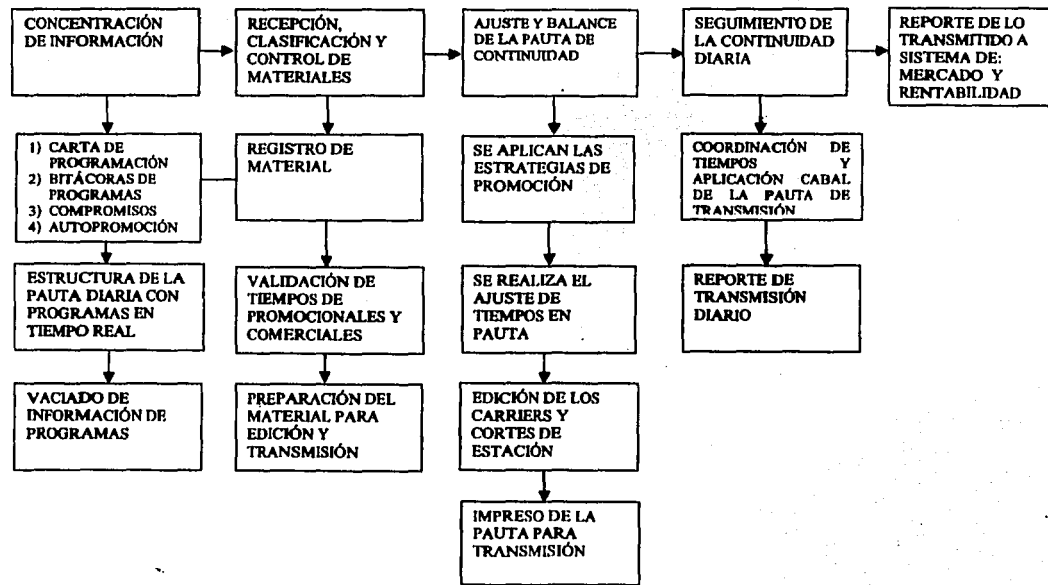 CONCENTRACIÓN
DE INFORMACIÓN
RECEPCIÓN,
CLASIFICACIÓN Y
CONTROL DE
MATERIALES
AJUSTE Y BALANCE
DE LA PAUTA DE
CONTINUIDAD
SEGUIMIENTO DE
LA CONTINUIDAD
DIARIA
REPORTE DE LO
TRANSMITIDO A
SISTEMA DE:
MERCADO Y
RENTABILIDAD
1) CARTA DE
PROGRAMACIÓN
2) BITÁCORAS DE
PROGRAMAS
3) COMPROMISOS
4) AUTOPROMOCIÓN
REGISTRO DE
MATERIAL
SE APLICAN LAS
ESTRATEGIAS DE
PROMOCIÓN
COORDINACIÓN DE
TIEMPOS Y
APLICACIÓN CABAL
DE LA PAUTA DE
TRANSMISIÓN
ESTRUCTURA DE LA
PAUTA DIARIA CON
PROGRAMAS EN
TIEMPO REAL
VALIDACIÓN DE
TIEMPOS DE
PROMOCIONALES Y
COMERCIALES
SE REALIZA EL
AJUSTE DE
TIEMPOS EN
PAUTA
REPORTE DE
TRANSMISIÓN
DIARIO
VACIADO DE
INFORMACIÓN DE
PROGRAMAS
PREPARACIÓN DEL
MATERIAL PARA
EDICIÓN Y
TRANSMISIÓN
EDICIÓN DE LOS
CARRIERS Y
CORTES DE
ESTACIÓN
IMPRESO DE LA
PAUTA PARA
TRANSMISIÓN